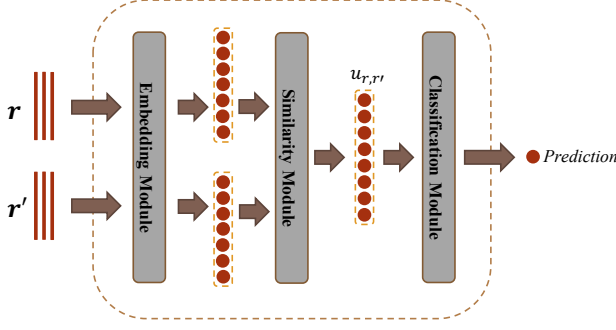 r
r′
Embedding Module
Similarity Module
u_{r,r′}
Classification Module
Prediction